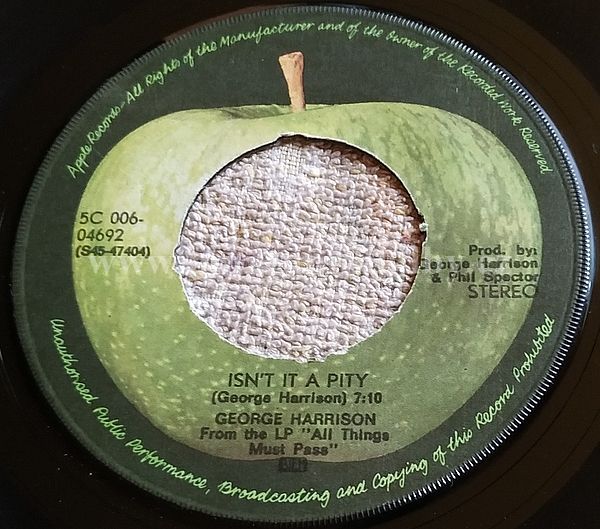 Apple Records-All Rights of the Manufacturer and of the Owner of the Recorded Work Reserved
5C 006-
04692
(S45-47404)
Prod. by:
George Harrison
& Phil Spector
STEREO
ISN'T IT A PITY
(George Harrison) 7:10
GEORGE HARRISON
From the LP "All Things
Must Pass"
Unauthorised Public Performance, Broadcasting and Copying of this Record Prohibited